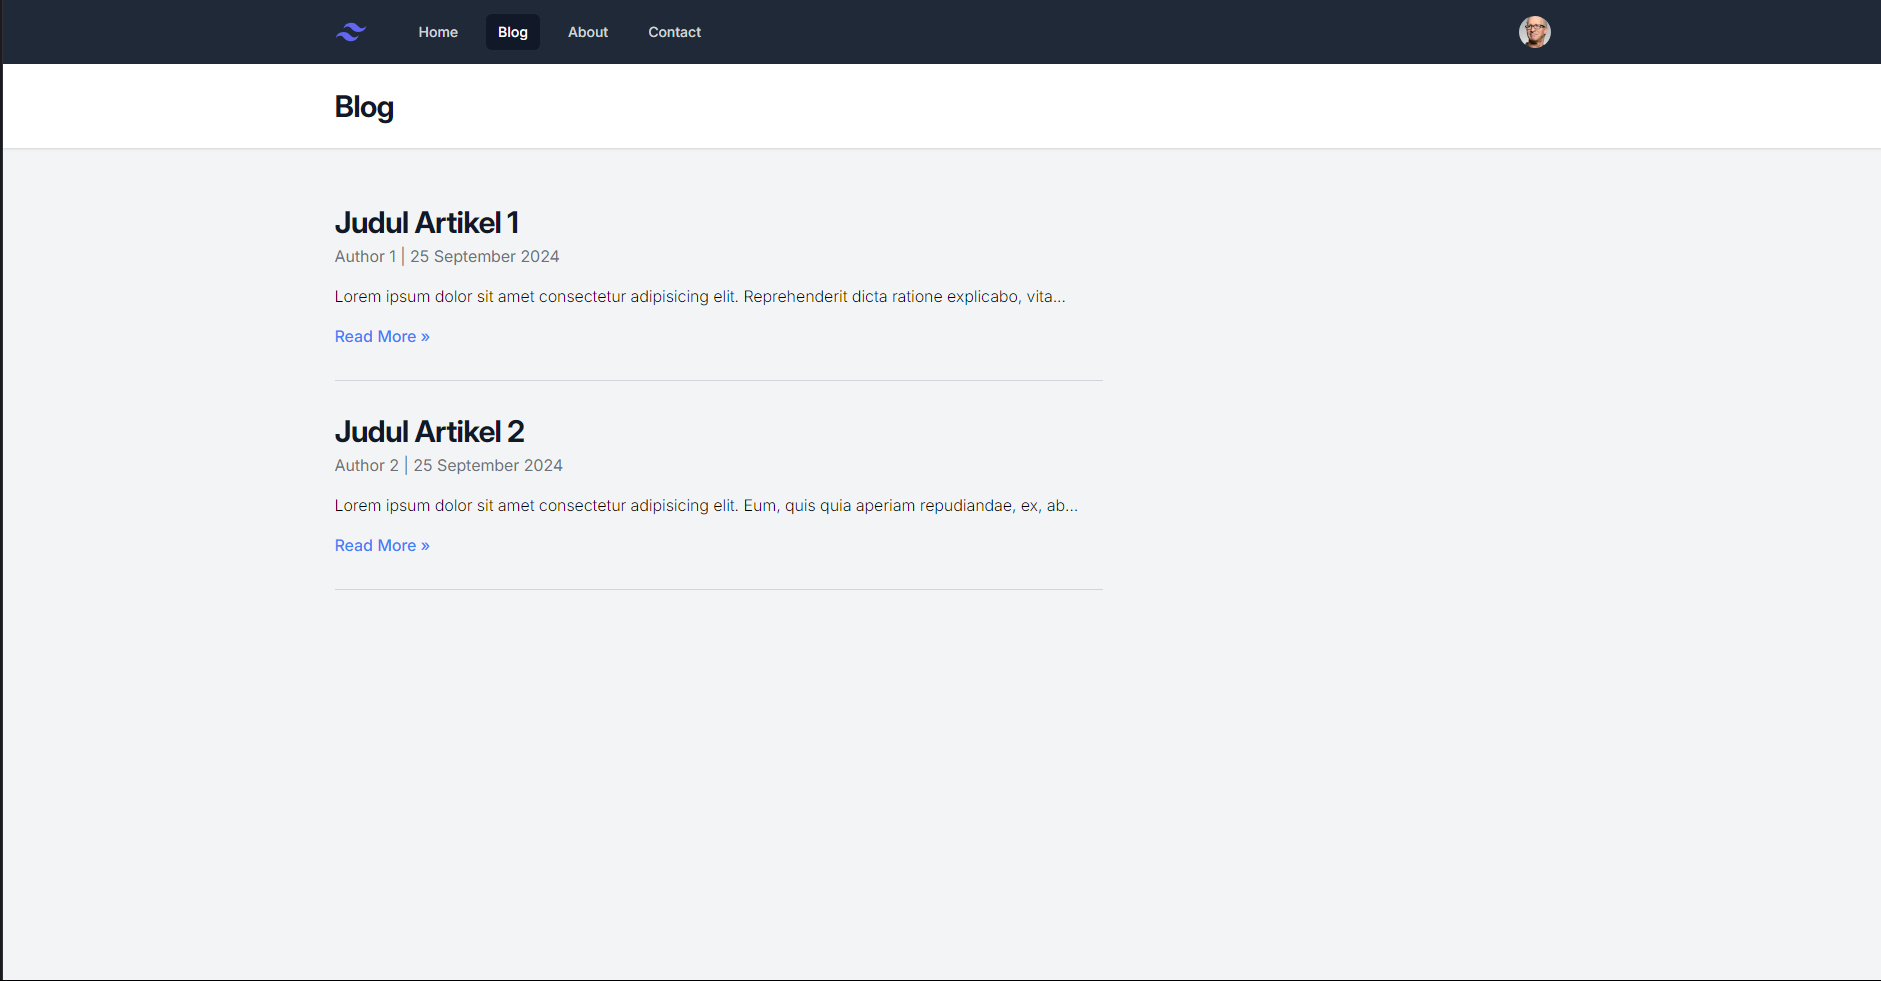 Home Blog About Contact
Blog
Judul Artikel 1
Author 1 | 25 September 2024
Lorem ipsum dolor sit amet consectetur adipisicing elit. Reprehenderit dicta ratione explicabo, vita...
Read More »
Judul Artikel 2
Author 2 | 25 September 2024
Lorem ipsum dolor sit amet consectetur adipisicing elit. Eum, quis quia aperiam repudiandae, ex, ab...
Read More »